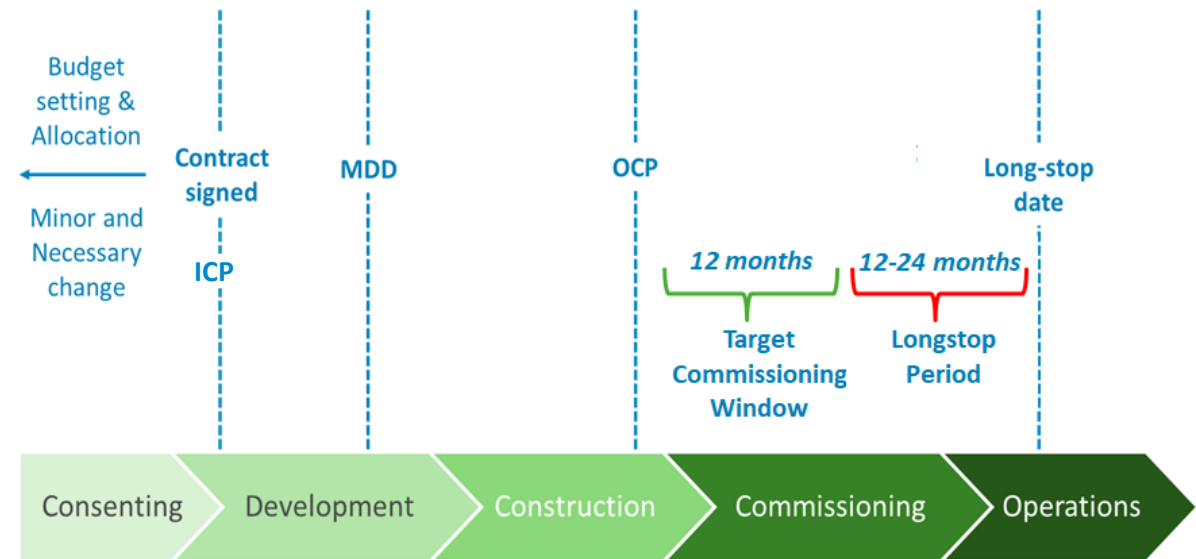 Budget
setting &
Allocation
Minor and
Necessary
change
Contract
signed
ICP
MDD
OCP
Long-stop
date
12 months
12-24 months
Target
Commissioning
Window
Longstop
Period
Consenting
Development
Construction
Commissioning
Operations